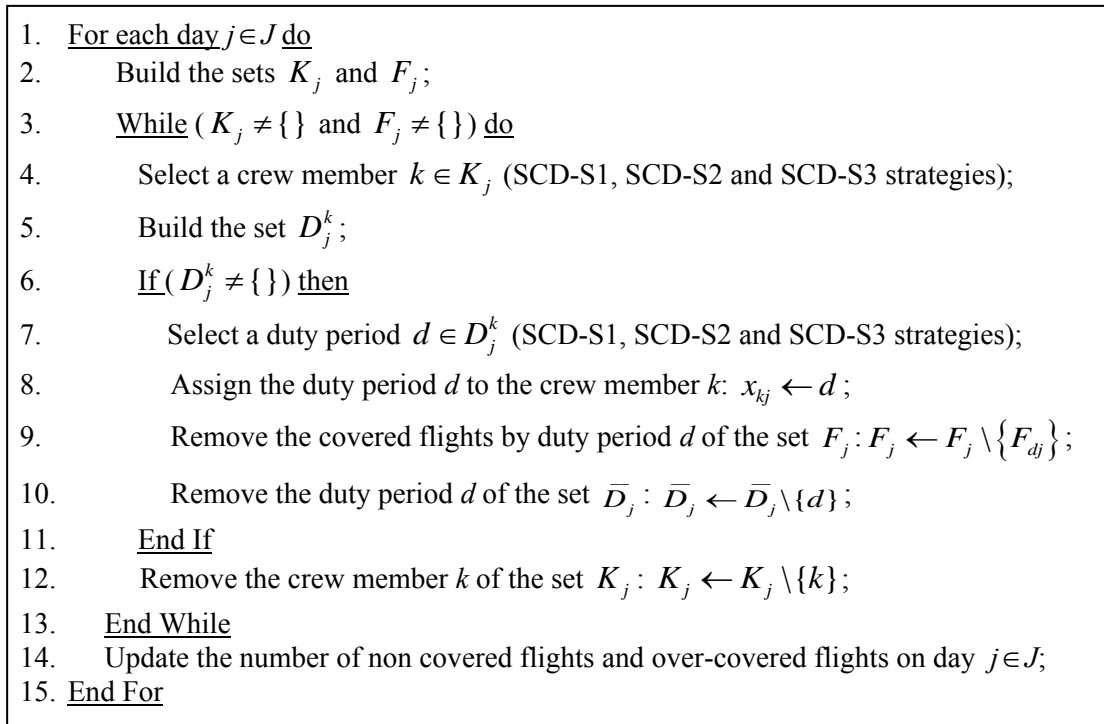 1. For each day j ∈ J do
2. Build the sets K_j and F_j ;
3. While ( K_j ≠ { } and F_j ≠ { }) do
4. Select a crew member k ∈ K_j (SCD-S1, SCD-S2 and SCD-S3 strategies);
5. Build the set D_j^k ;
6. If ( D_j^k ≠ { }) then
7. Select a duty period d ∈ D_j^k (SCD-S1, SCD-S2 and SCD-S3 strategies);
8. Assign the duty period d to the crew member k: x_{kj} ← d ;
9. Remove the covered flights by duty period d of the set F_j : F_j ← F_j \ {F_{dj}} ;
10. Remove the duty period d of the set D̅_j : D̅_j ← D̅_j \ {d} ;
11. End If
12. Remove the crew member k of the set K_j : K_j ← K_j \ {k} ;
13. End While
14. Update the number of non covered flights and over-covered flights on day j ∈ J;
15. End For